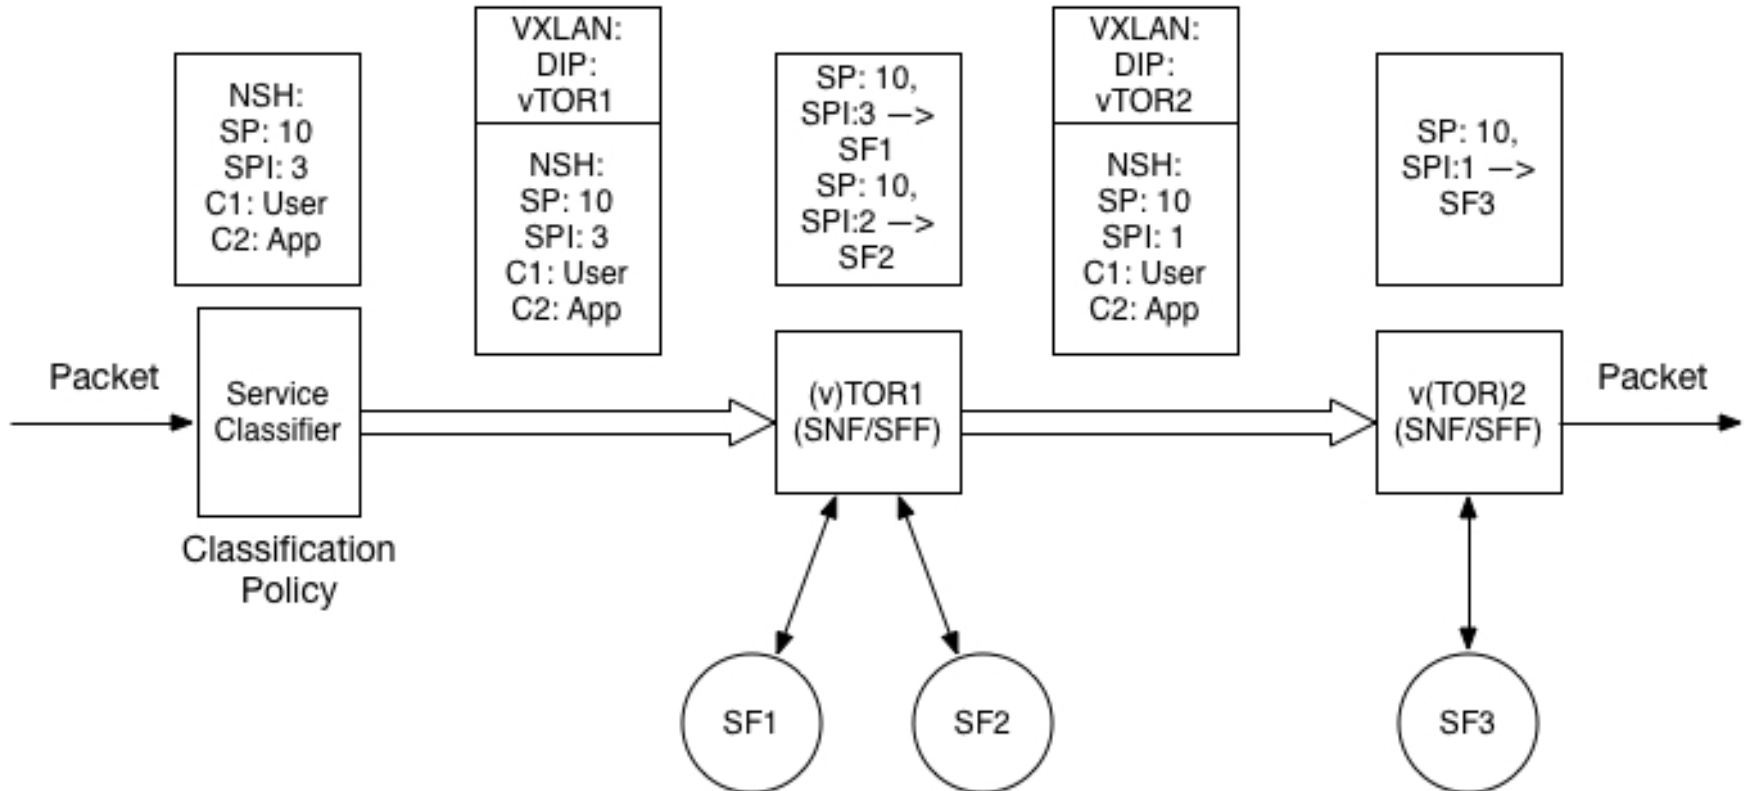 NSH:
SP: 10
SPI: 3
C1: User
C2: App
VXLAN:
DIP:
vTOR1
NSH:
SP: 10
SPI: 3
C1: User
C2: App
SP: 10,
SPI:3 —>
SF1
SP: 10,
SPI:2 —>
SF2
VXLAN:
DIP:
vTOR2
NSH:
SP: 10
SPI: 1
C1: User
C2: App
SP: 10,
SPI:1 —>
SF3
Packet
Service
Classifier
Classification
Policy
(v)TOR1
(SNF/SFF)
v(TOR)2
(SNF/SFF)
Packet
SF1
SF2
SF3